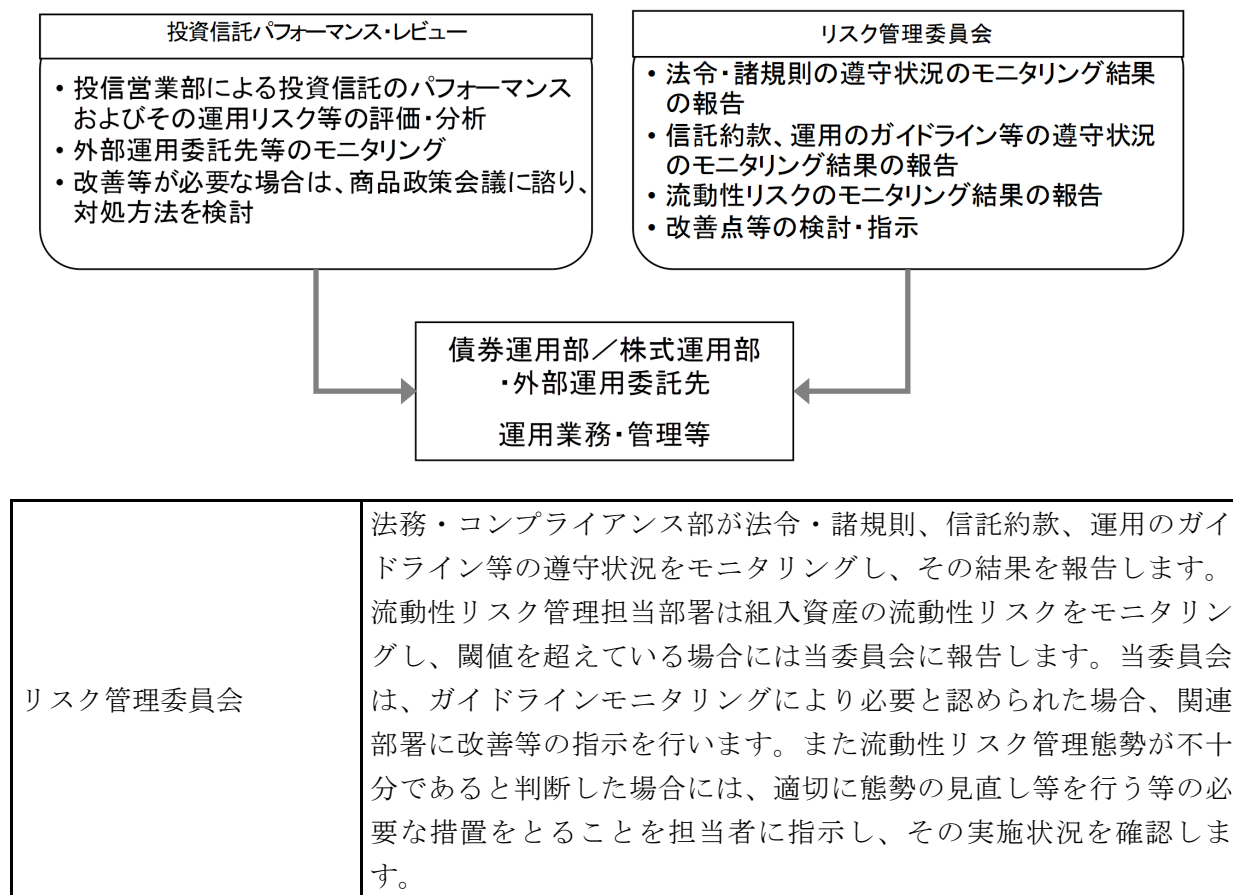 投資信託パフォーマンス・レビュー
・投信営業部による投資信託のパフォーマンス
およびその運用リスク等の評価・分析
・外部運用委託先等のモニタリング
・改善等が必要な場合は、商品政策会議に諮り、
対処方法を検討
リスク管理委員会
・法令・諸規則の遵守状況のモニタリング結果
の報告
・信託約款、運用のガイドライン等の遵守状況
のモニタリング結果の報告
・流動性リスクのモニタリング結果の報告
・改善点等の検討・指示
債券運用部／株式運用部
・外部運用委託先
運用業務・管理等
リスク管理委員会
法務・コンプライアンス部が法令・諸規則、信託約款、運用のガイ
ドライン等の遵守状況をモニタリングし、その結果を報告します。
流動性リスク管理担当部署は組入資産の流動性リスクをモニタリン
グし、閾値を超えている場合には当委員会に報告します。当委員会
は、ガイドラインモニタリングにより必要と認められた場合、関連
部署に改善等の指示を行います。また流動性リスク管理態勢が不十
分であると判断した場合には、適切に態勢の見直し等を行う等の必
要な措置をとることを担当者に指示し、その実施状況を確認しま
す。